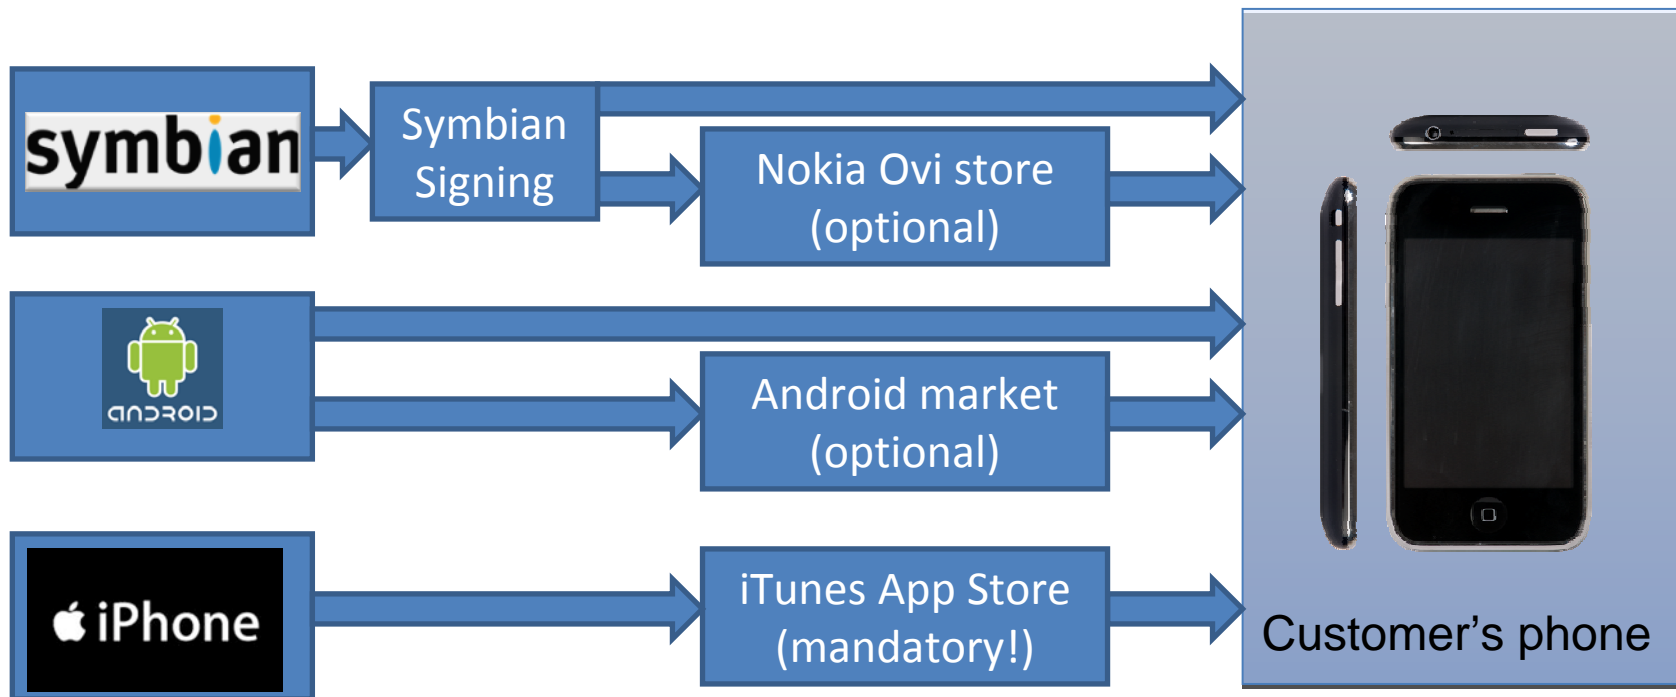 symbian
Symbian
Signing
Nokia Ovi store
(optional)
android
Android market
(optional)
iPhone
iTunes App Store
(mandatory!)
Customer’s phone